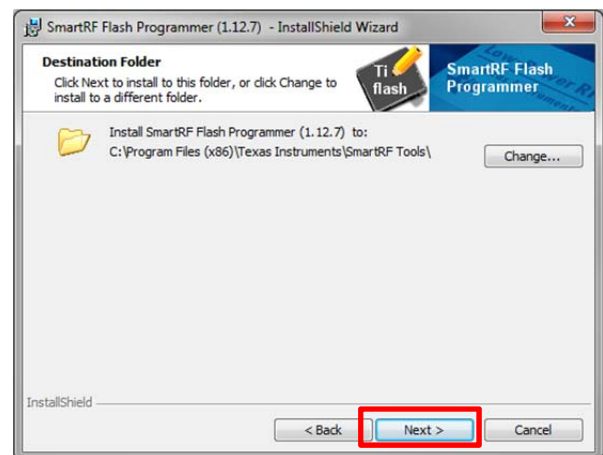 SmartRF Flash Programmer (1.12.7) - InstallShield Wizard
Destination Folder
Click Next to install to this folder, or click Change to
install to a different folder.
Ti
flash
SmartRF Flash
Programmer
Install SmartRF Flash Programmer (1.12.7) to:
C:\Program Files (x86)\Texas Instruments\SmartRF Tools\
Change...
InstallShield
< Back
Next >
Cancel